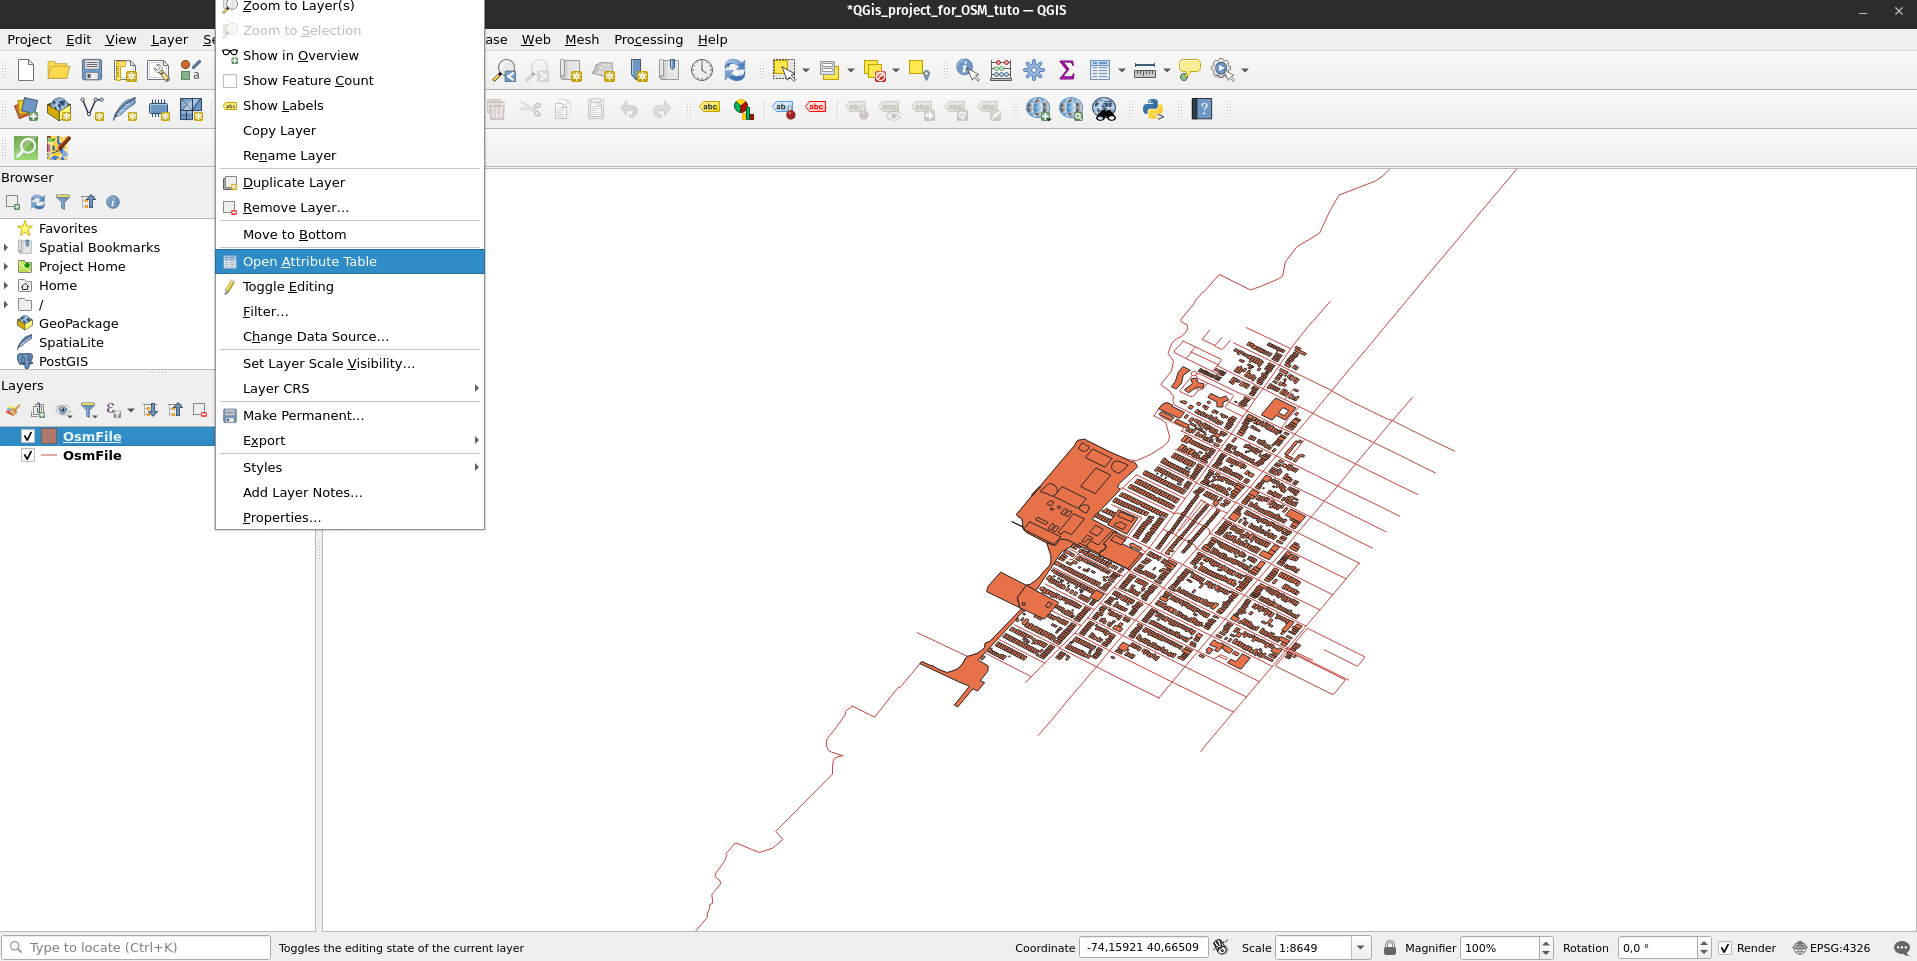 *QGis_project_for_OSM_tuto — QGIS
Project Edit View Layer Se ase Web Mesh Processing Help
Zoom to Layer(s)
Zoom to Selection
Show in Overview
Show Feature Count
abc Show Labels
Copy Layer
Rename Layer
Duplicate Layer
Remove Layer…
Move to Bottom
Open Attribute Table
Toggle Editing
Filter…
Change Data Source…
Set Layer Scale Visibility…
Layer CRS
Make Permanent…
Export
Styles
Add Layer Notes…
Properties…
abc abc abc abc
Browser
Favorites
Spatial Bookmarks
Project Home
Home
/
GeoPackage
SpatiaLite
PostGIS
Layers
OsmFile
OsmFile
Type to locate (Ctrl+K) Toggles the editing state of the current layer Coordinate -74,15921 40,66509 Scale 1:8649 Magnifier 100% Rotation 0,0 ° Render EPSG:4326